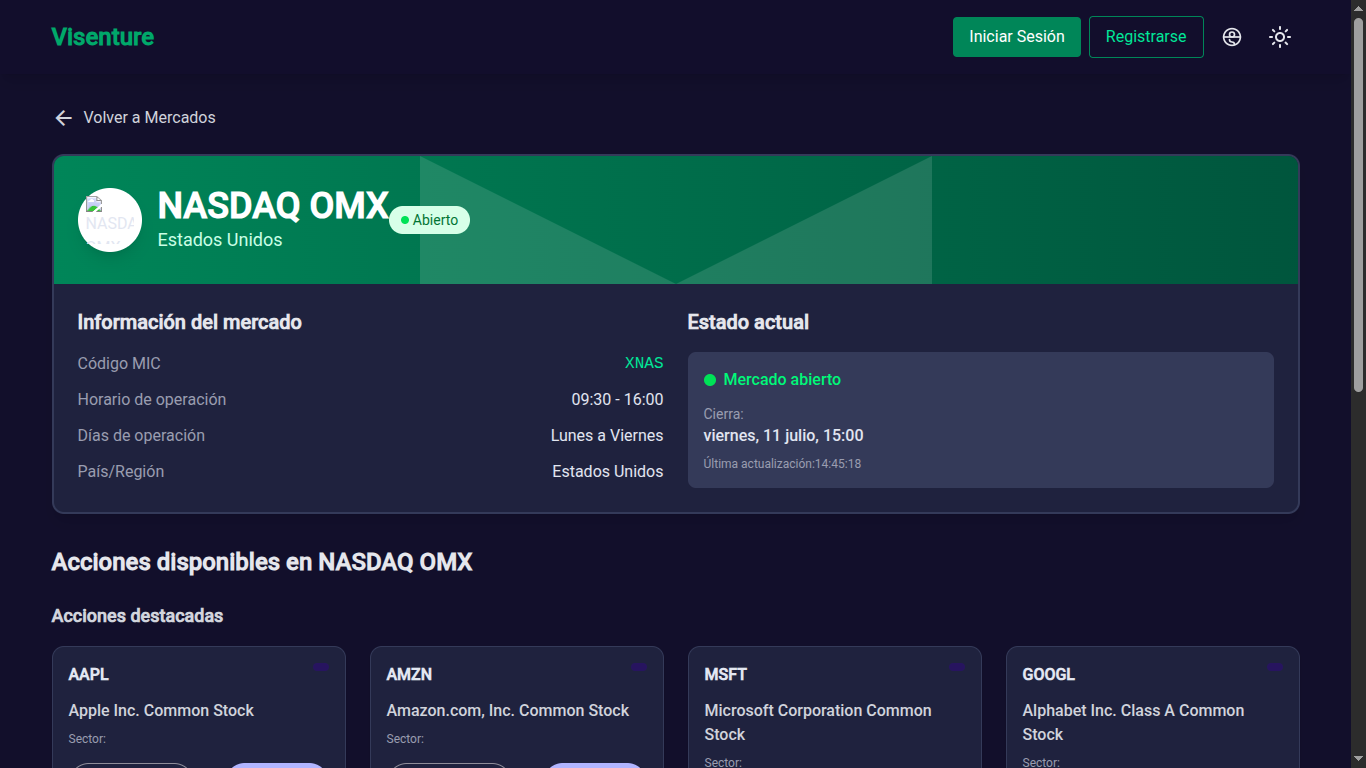 Visenture
Iniciar Sesión
Registrarse
Volver a Mercados
NASDAQ OMX
Abierto
Estados Unidos
Información del mercado
Código MIC
XNAS
Horario de operación
09:30 - 16:00
Días de operación
Lunes a Viernes
País/Región
Estados Unidos
Estado actual
Mercado abierto
Cierra:
viernes, 11 julio, 15:00
Última actualización:14:45:18
Acciones disponibles en NASDAQ OMX
Acciones destacadas
AAPL
Apple Inc. Common Stock
Sector:
AMZN
Amazon.com, Inc. Common Stock
Sector:
MSFT
Microsoft Corporation Common
Stock
Sector:
GOOGL
Alphabet Inc. Class A Common
Stock
Sector: